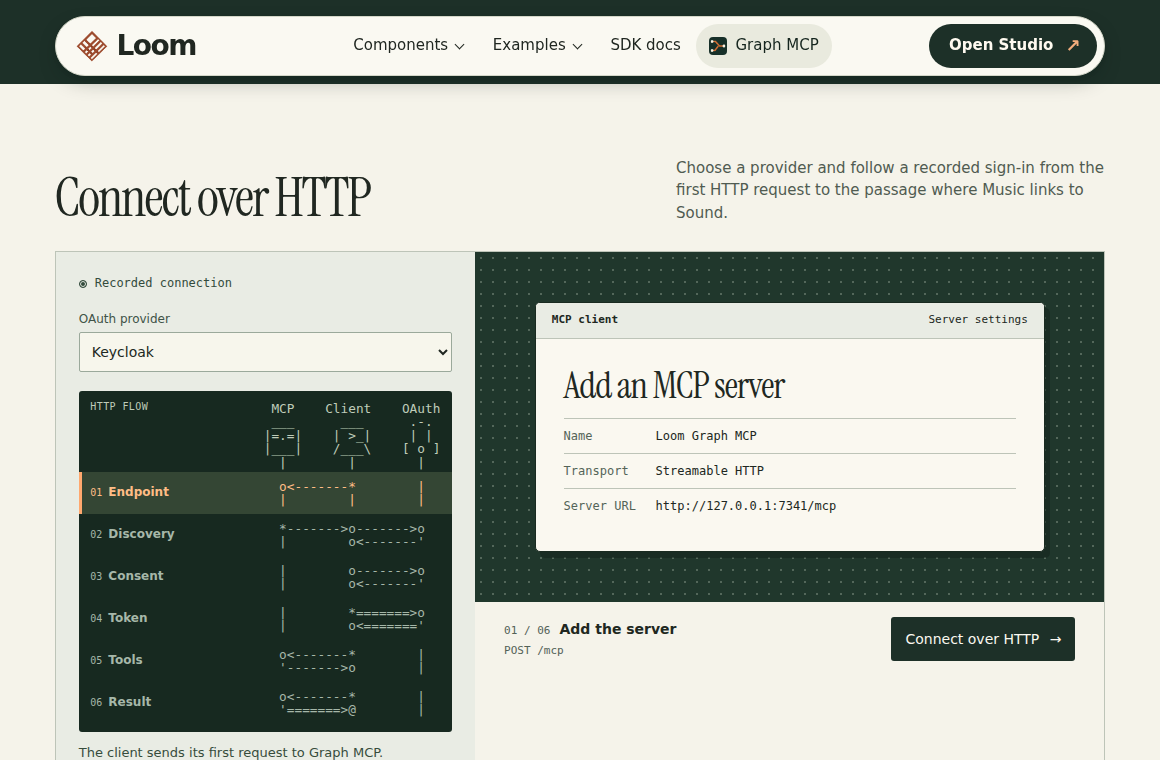 Loom
Components
Examples
SDK docs
Graph MCP
Open Studio ↗
Connect over HTTP
Choose a provider and follow a recorded sign-in from the
first HTTP request to the passage where Music links to
Sound.
Recorded connection
OAuth provider
Keycloak
HTTP FLOW
MCP Client OAuth
 ___      ___      .-.
|=.=|    | >_|     | |
|___|    /___\    [ o ]
  |        |        |
01 Endpoint o<-------*        |
            |        |        |
02 Discovery *------->o------->o
             |        o<-------'
03 Consent |        o------->o
           |        o<-------'
04 Token |        *=======>o
         |        o<======='
05 Tools o<-------*        |
         '------->o        |
06 Result o<-------*        |
          '=======>@        |
The client sends its first request to Graph MCP.
MCP client
Server settings
Add an MCP server
Name Loom Graph MCP
Transport Streamable HTTP
Server URL http://127.0.0.1:7341/mcp
01 / 06 Add the server
POST /mcp
Connect over HTTP →